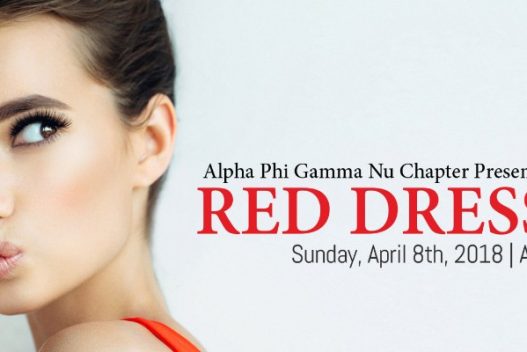 Alpha Phi Gamma Nu Chapter Presen
RED DRESS
Sunday, April 8th, 2018 | A